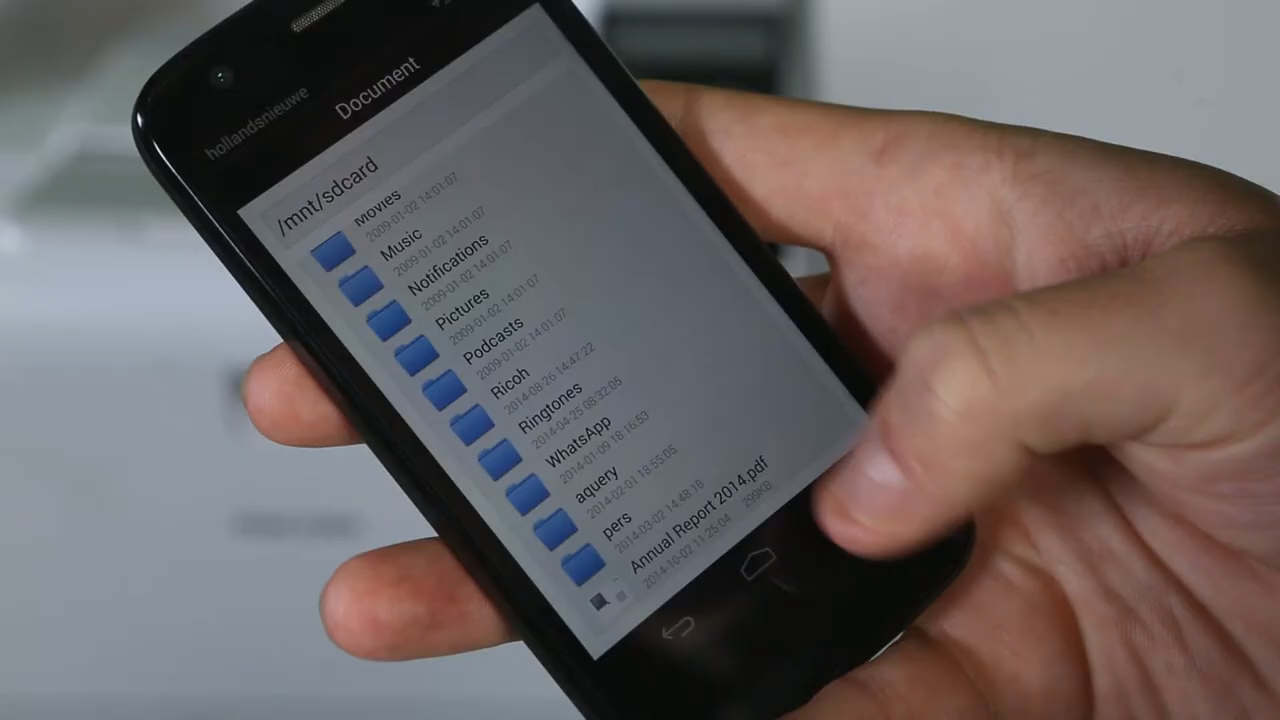 hollandsnieuwe
Document
/mnt/sdcard
Movies
2009-01-02 14:01:07
Music
2009-01-02 14:01:07
Notifications
2009-01-02 14:01:07
Pictures
2009-01-02 14:01:07
Podcasts
2009-01-02 14:01:07
Ricoh
2014-08-26 14:47:22
Ringtones
2014-04-25 08:32:05
WhatsApp
2014-01-09 18:16:53
aquery
2014-02-01 18:55:05
pers
2014-03-02 14:48:18
Annual Report 2014.pdf
2014-10-02 11:25:04 299KB